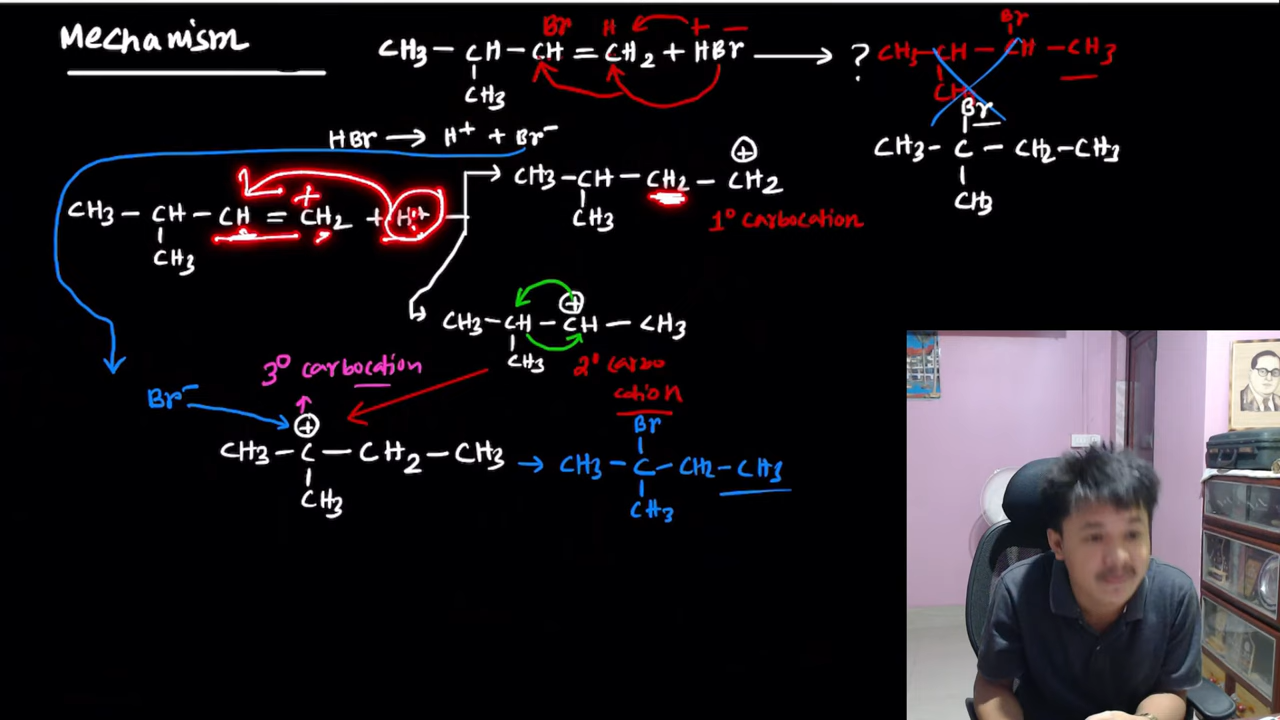 Mechanism
Br H + −
CH3 − CH − CH = CH2 + HBr ⟶ ?
CH3
Br
CH3 − CH − CH − CH3
HBr ⟶ H+ + Br−
Br
CH3 − C − CH2 − CH3
CH3
+
CH3 − CH − CH = CH2 + H+
CH3
⊕
CH3 − CH − CH2 − CH2
CH3
1° carbocation
⊕
CH3 − CH − CH − CH3
CH3
2° carbo
cation
3° carbocation
Br−
⊕
CH3 − C − CH2 − CH3
CH3
→ Br
CH3 − C − CH2 − CH3
CH3